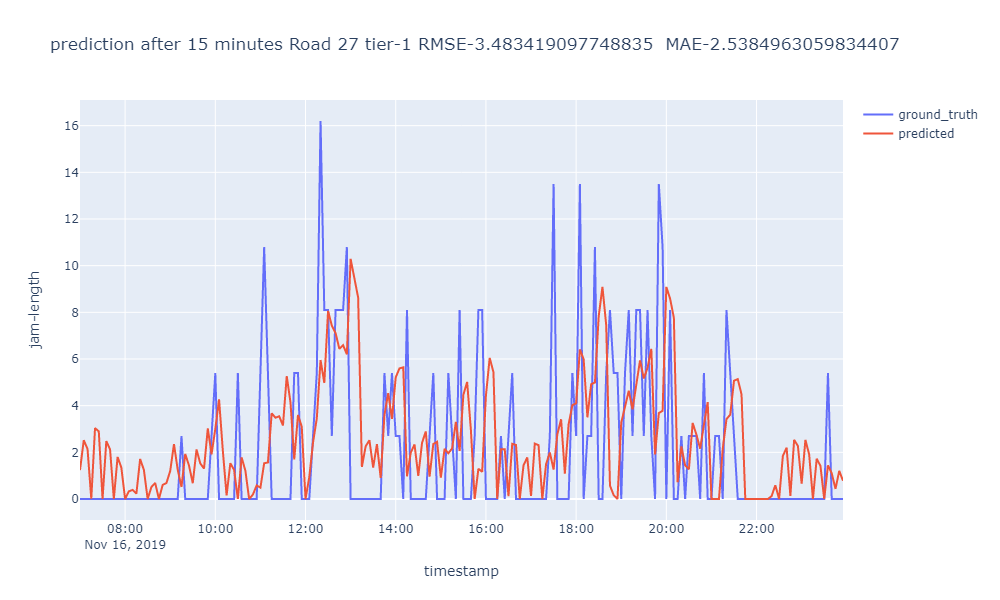 prediction after 15 minutes Road 27 tier-1 RMSE-3.483419097748835  MAE-2.5384963059834407
ground_truth
predicted
16
14
12
10
8
6
4
2
0
jam-length
08:00 10:00 12:00 14:00 16:00 18:00 20:00 22:00
Nov 16, 2019
timestamp